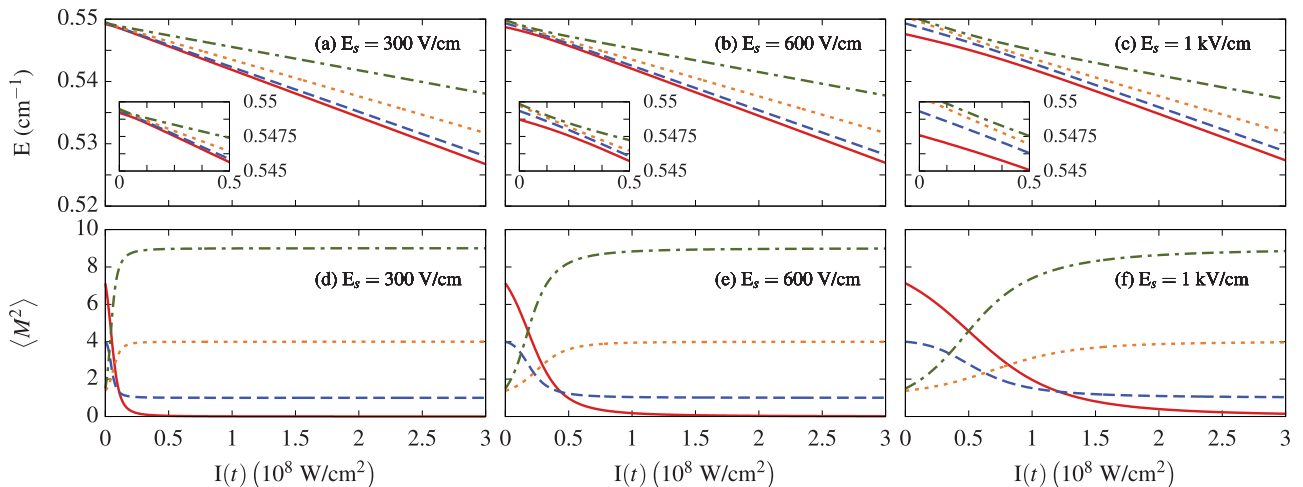 0.55
0.54
0.53
0.52
E (cm⁻¹)
(a) Eₛ = 300 V/cm
0.55
0.5475
0.545
0 0.5
(b) Eₛ = 600 V/cm
0.55
0.5475
0.545
0 0.5
(c) Eₛ = 1 kV/cm
0.55
0.5475
0.545
0 0.5
10
8
6
4
2
0
⟨M²⟩
(d) Eₛ = 300 V/cm
(e) Eₛ = 600 V/cm
(f) Eₛ = 1 kV/cm
0 0.5 1 1.5 2 2.5 3 0 0.5 1 1.5 2 2.5 3 0 0.5 1 1.5 2 2.5 3
I(t) (10⁸ W/cm²) I(t) (10⁸ W/cm²) I(t) (10⁸ W/cm²)